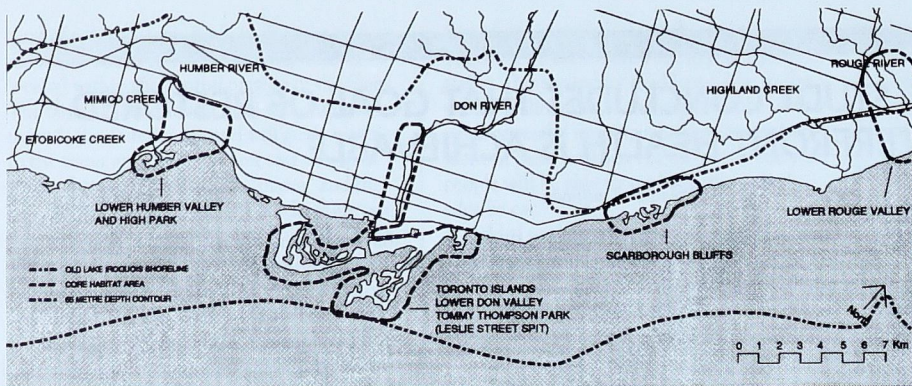 HUMBER RIVER
ROUGE RIVER
MIMICO CREEK
DON RIVER
HIGHLAND CREEK
ETOBICOKE CREEK
LOWER HUMBER VALLEY
AND HIGH PARK
LOWER ROUGE VALLEY
SCARBOROUGH BLUFFS
OLD LAKE IROQUOIS SHORELINE
CORE HABITAT AREA
65 METRE DEPTH CONTOUR
TORONTO ISLANDS
LOWER DON VALLEY
TOMMY THOMPSON PARK
(LESLIE STREET SPIT)
North
0 1 2 3 4 5 6 7 Km